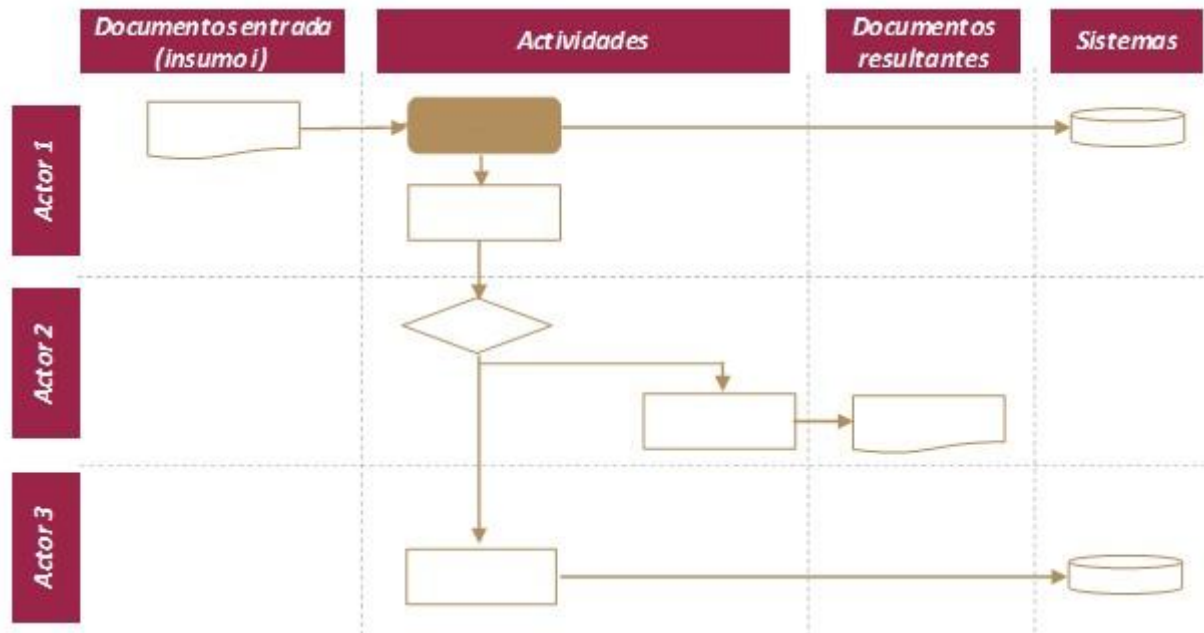 Documentos entrada
(insumo i)
Actividades
Documentos
resultantes
Sistemas
Actor 1
Actor 2
Actor 3